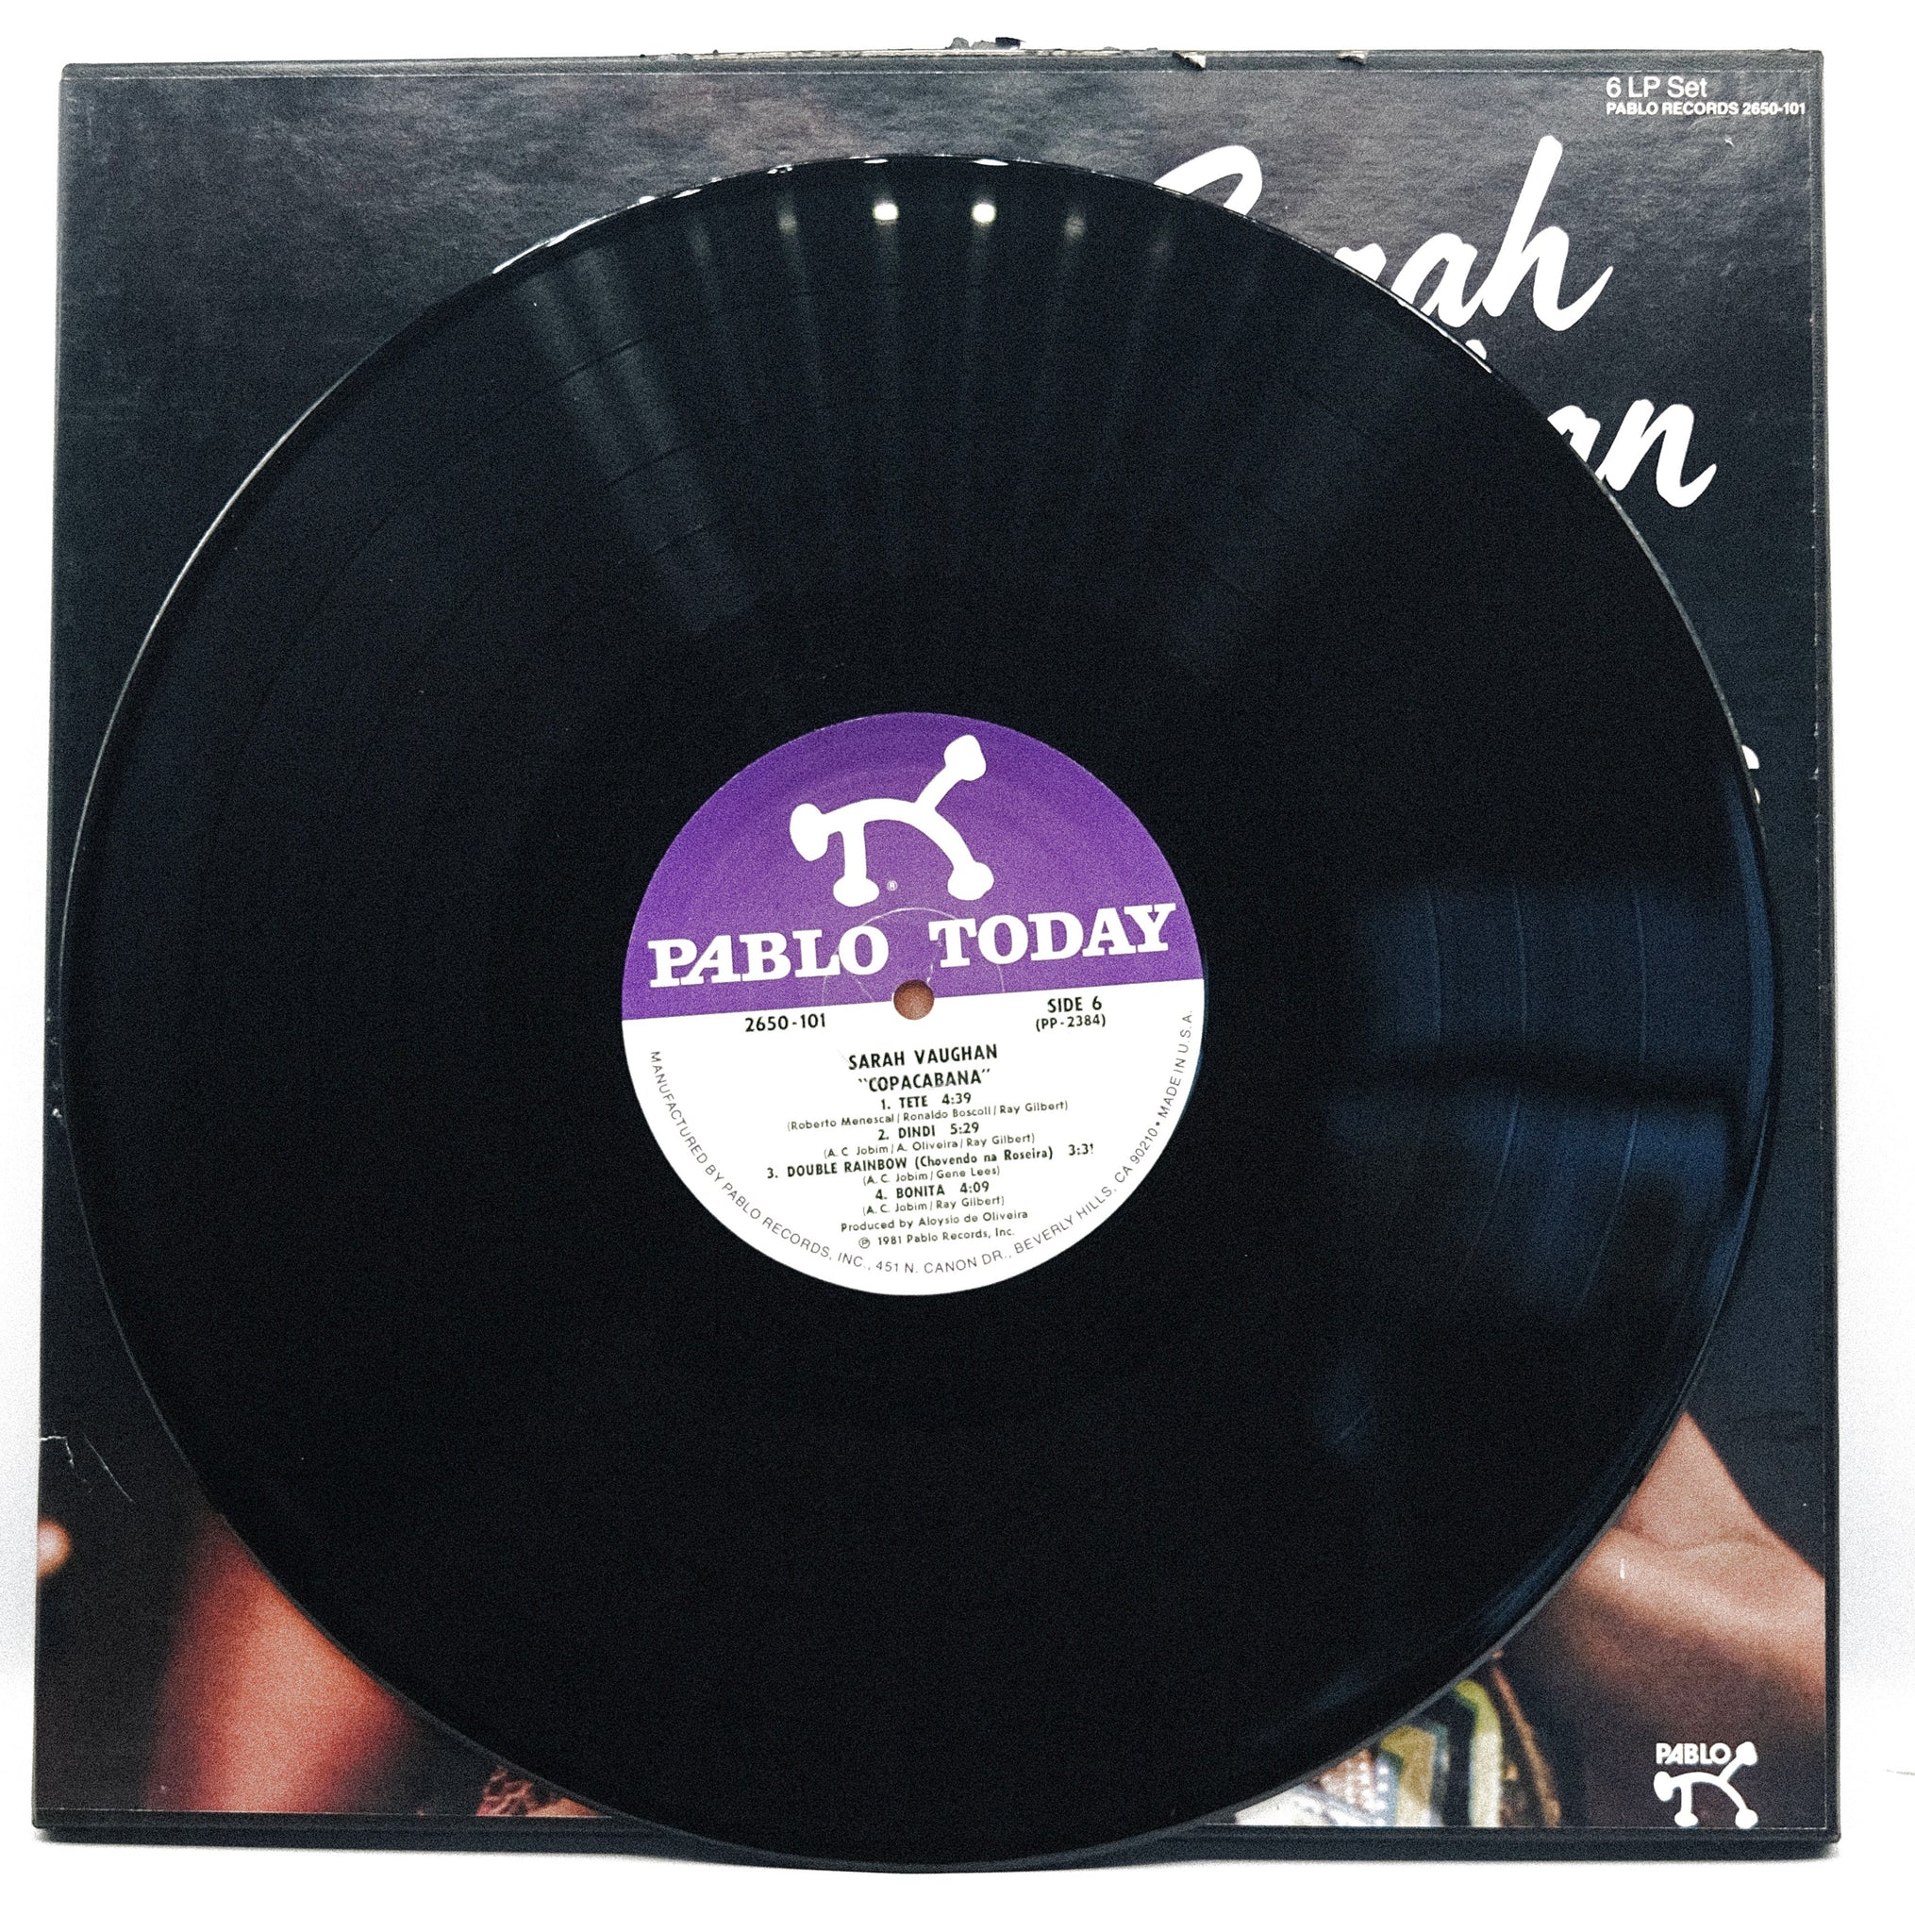 6 LP Set
PABLO RECORDS 2650-101
PABLO TODAY
2650-101
SIDE 6
(PP-2384)
SARAH VAUGHAN
"COPACABANA"
1. TETE 4:39
(Roberto Menescal/Ronaldo Boscoli/Ray Gilbert)
2. DINDI 5:29
(A. C. Jobim/A. Oliveira/Ray Gilbert)
3. DOUBLE RAINBOW (Chovendo na Roseira)
(A. C. Jobim/Gene Lees)
4. BONITA 4:09
(A. C. Jobim/Ray Gilbert)
Produced by Aloysio de Oliveira
℗ 1981 Pablo Records, Inc.
MANUFACTURED BY PABLO RECORDS, INC., 451 N. CANON DR., BEVERLY HILLS, CA 90210 • MADE IN U.S.A.
PABLO